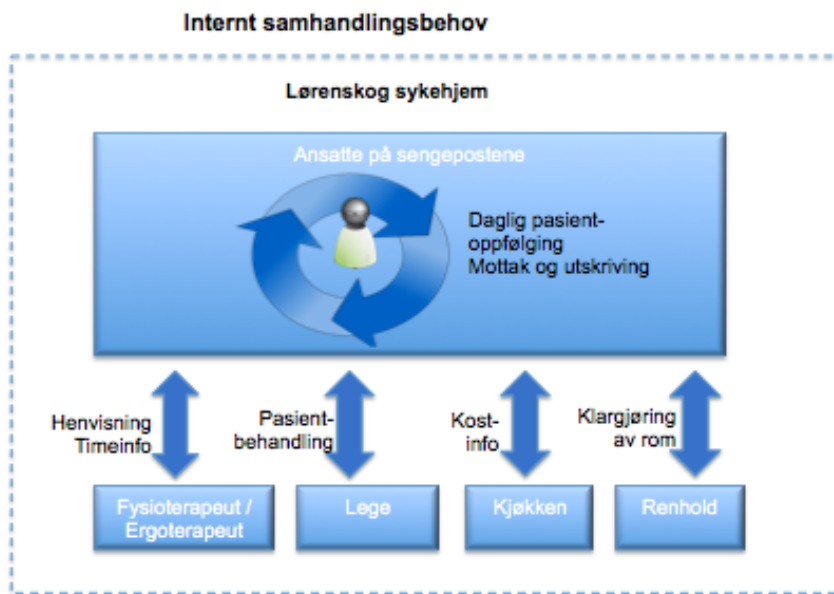 Internt samhandlingsbehov
Lørenskog sykehjem
Ansatte på sengepostene
Daglig pasient-
oppfølging
Mottak og utskriving
Henvisning
Timeinfo
Pasient-
behandling
Kost-
info
Klargjøring
av rom
Fysioterapeut /
Ergoterapeut
Lege
Kjøkken
Renhold